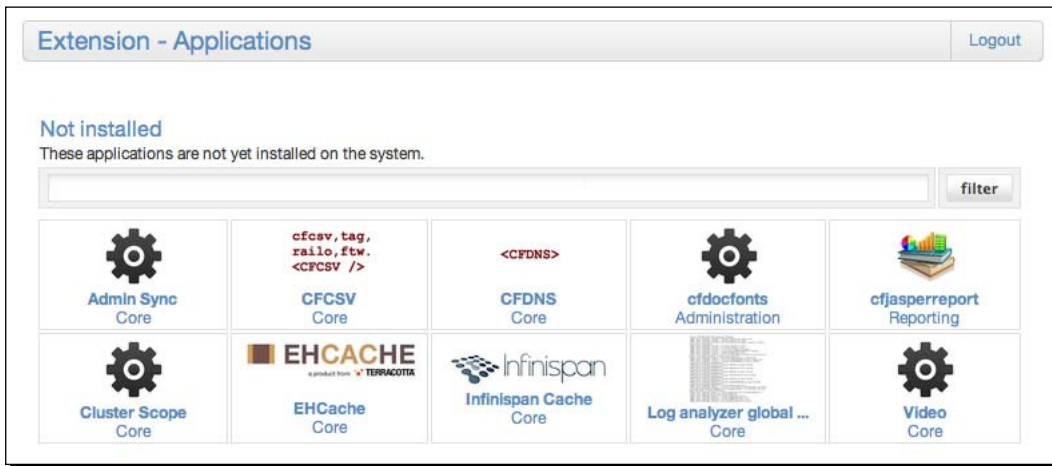 Extension - Applications
Logout
Not installed
These applications are not yet installed on the system.
filter
cfcsv,tag,
railo,ftw.
<CFCSV />
<CFDNS>
Admin Sync
Core
CFCSV
Core
CFDNS
Core
cfdocfonts
Administration
cfjasperreport
Reporting
EHCACHE
a product from TERRACOTTA
Infinispan
Cluster Scope
Core
EHCache
Core
Infinispan Cache
Core
Log analyzer global ...
Core
Video
Core